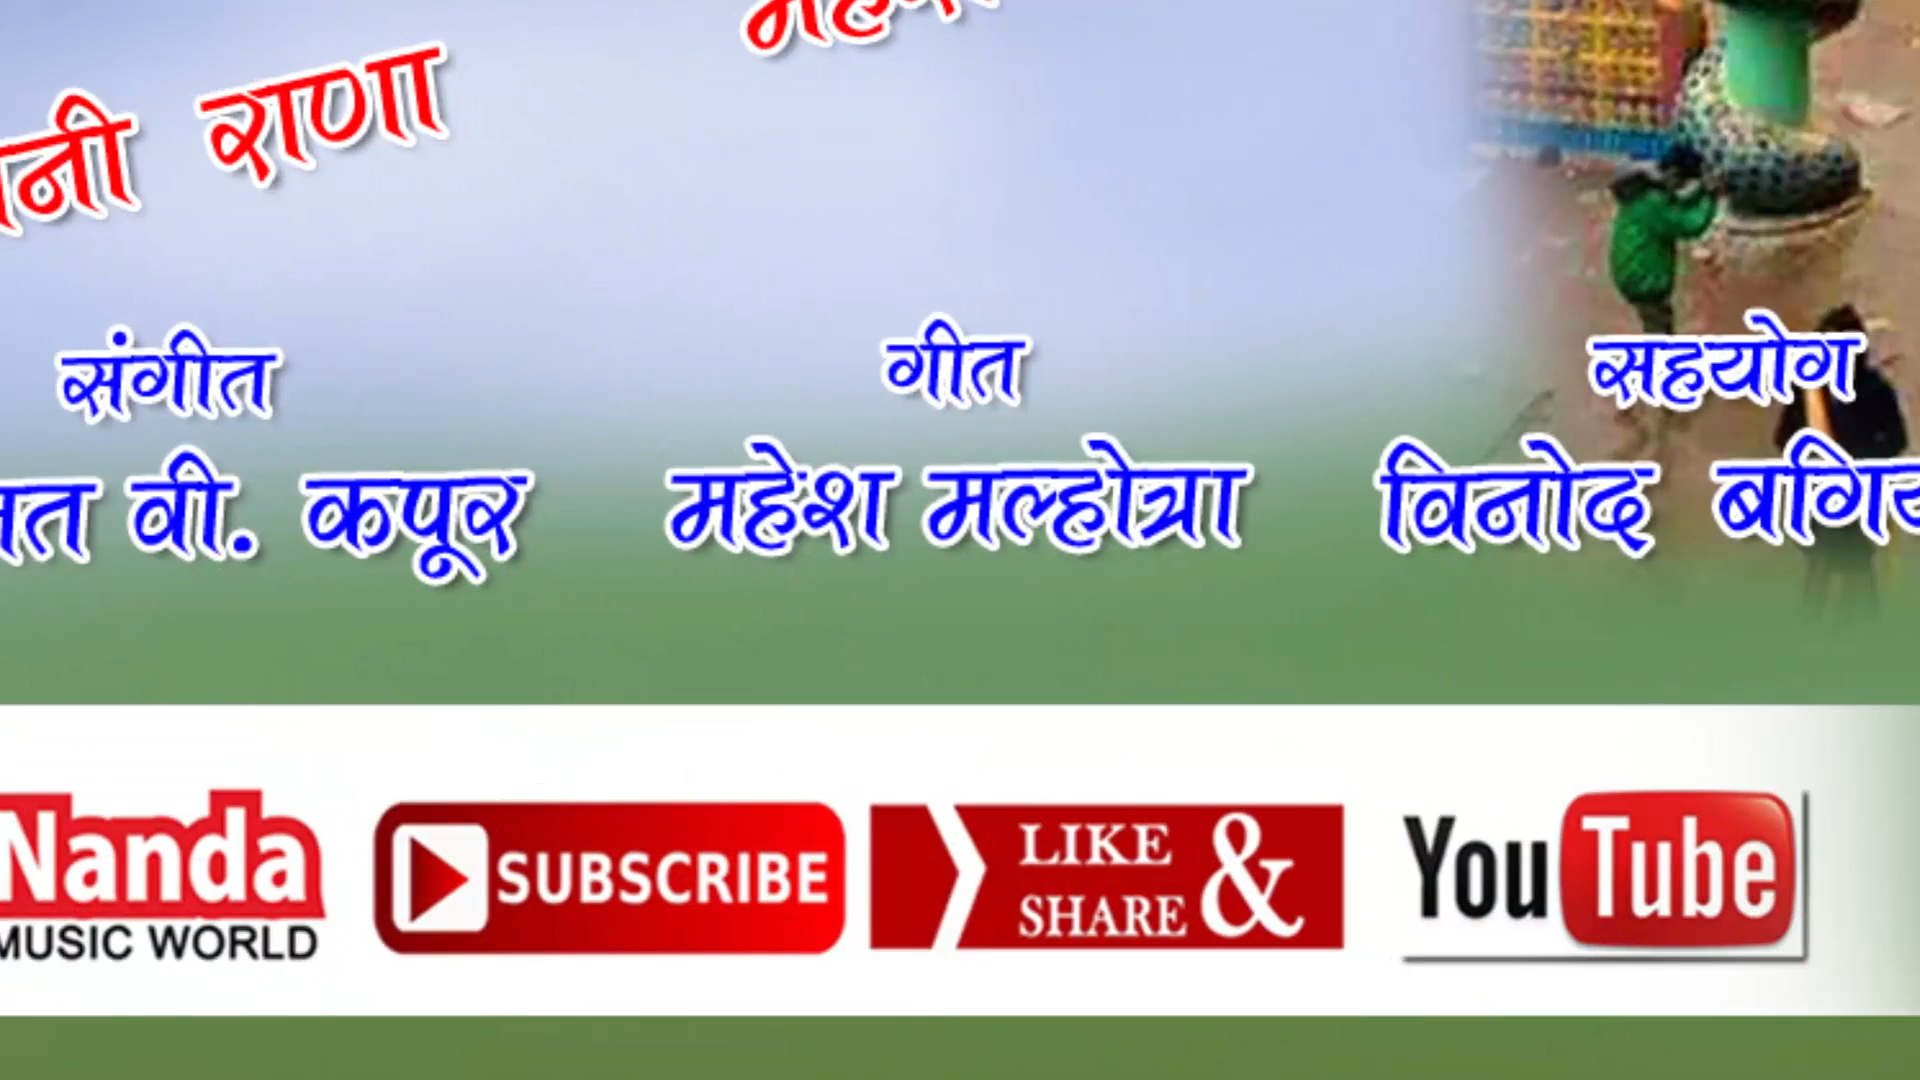 राणा
संगीत
गीत
सहयोग
वी. कपूर
महेश मल्होत्रा
विनोद
Nanda
MUSIC WORLD
SUBSCRIBE
LIKE &
SHARE
YouTube